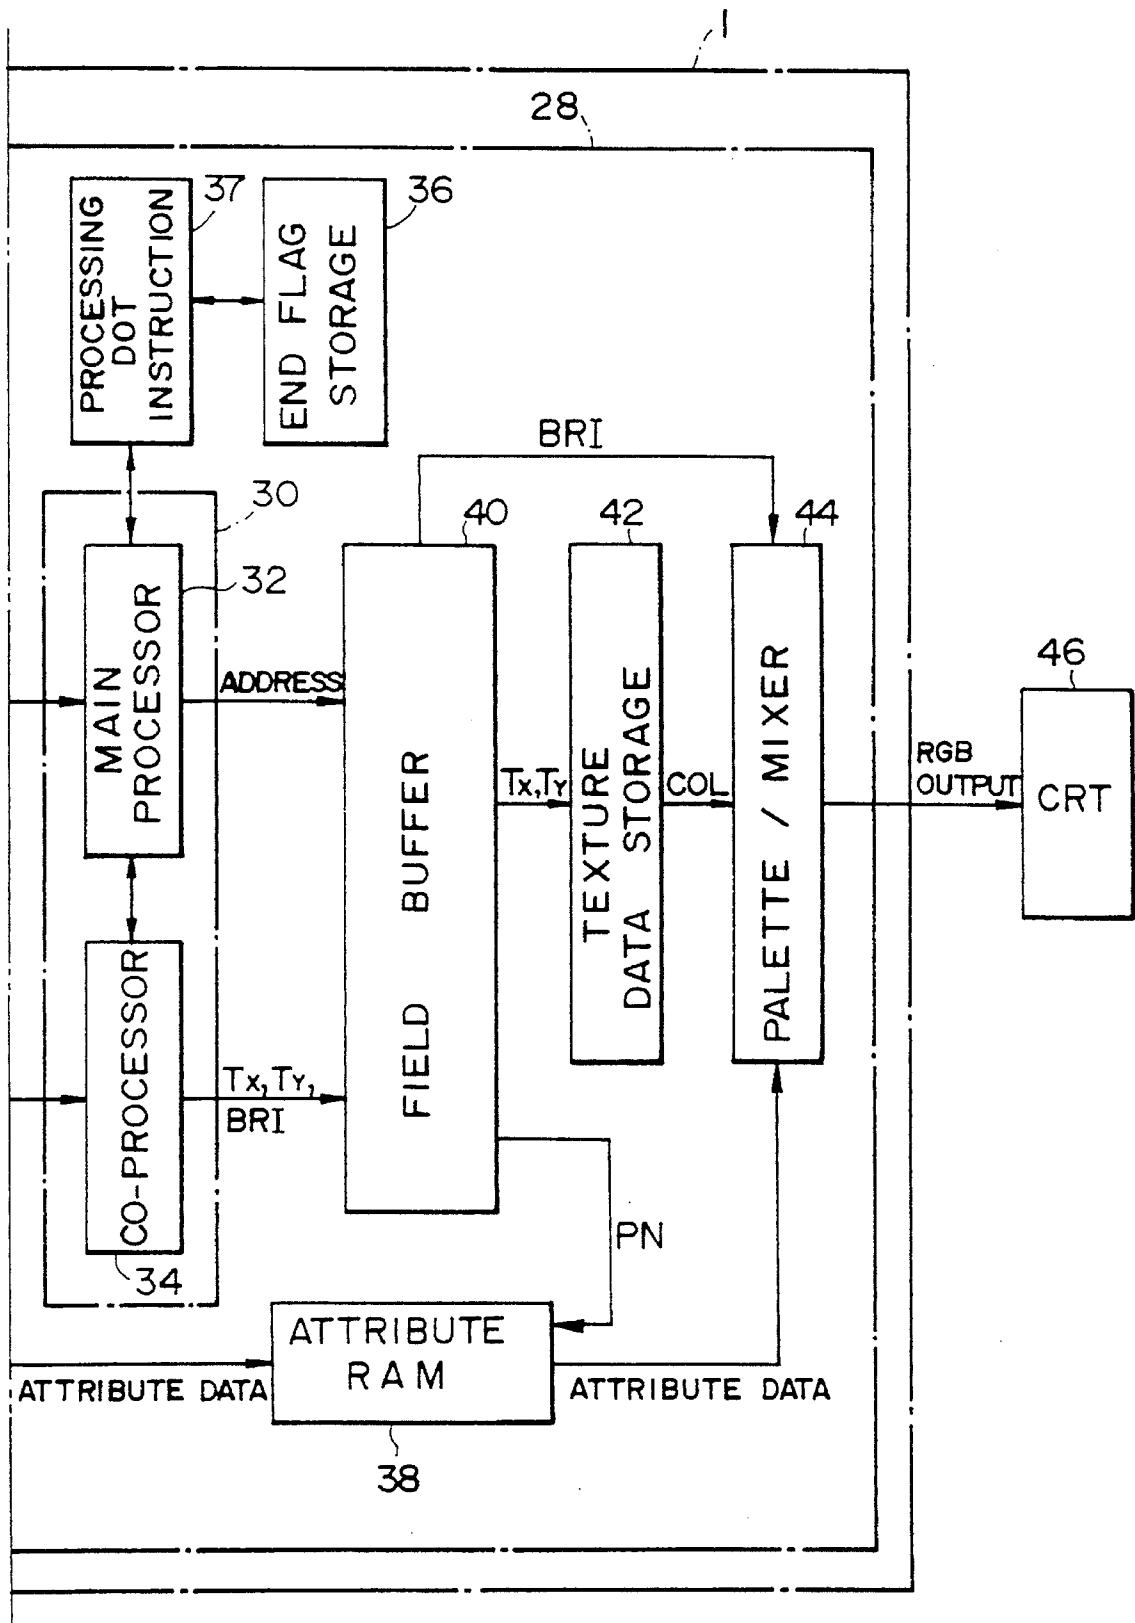 1
28
37
36
PROCESSING
DOT
INSTRUCTION
END FLAG
STORAGE
BRI
30
40
42
44
32
MAIN
PROCESSOR
ADDRESS
FIELD BUFFER
Tx,Ty
TEXTURE
DATA STORAGE
COL
PALETTE / MIXER
46
RGB
OUTPUT
CRT
CO-PROCESSOR
Tx,Ty,
BRI
34
PN
ATTRIBUTE
RAM
ATTRIBUTE DATA
ATTRIBUTE DATA
38